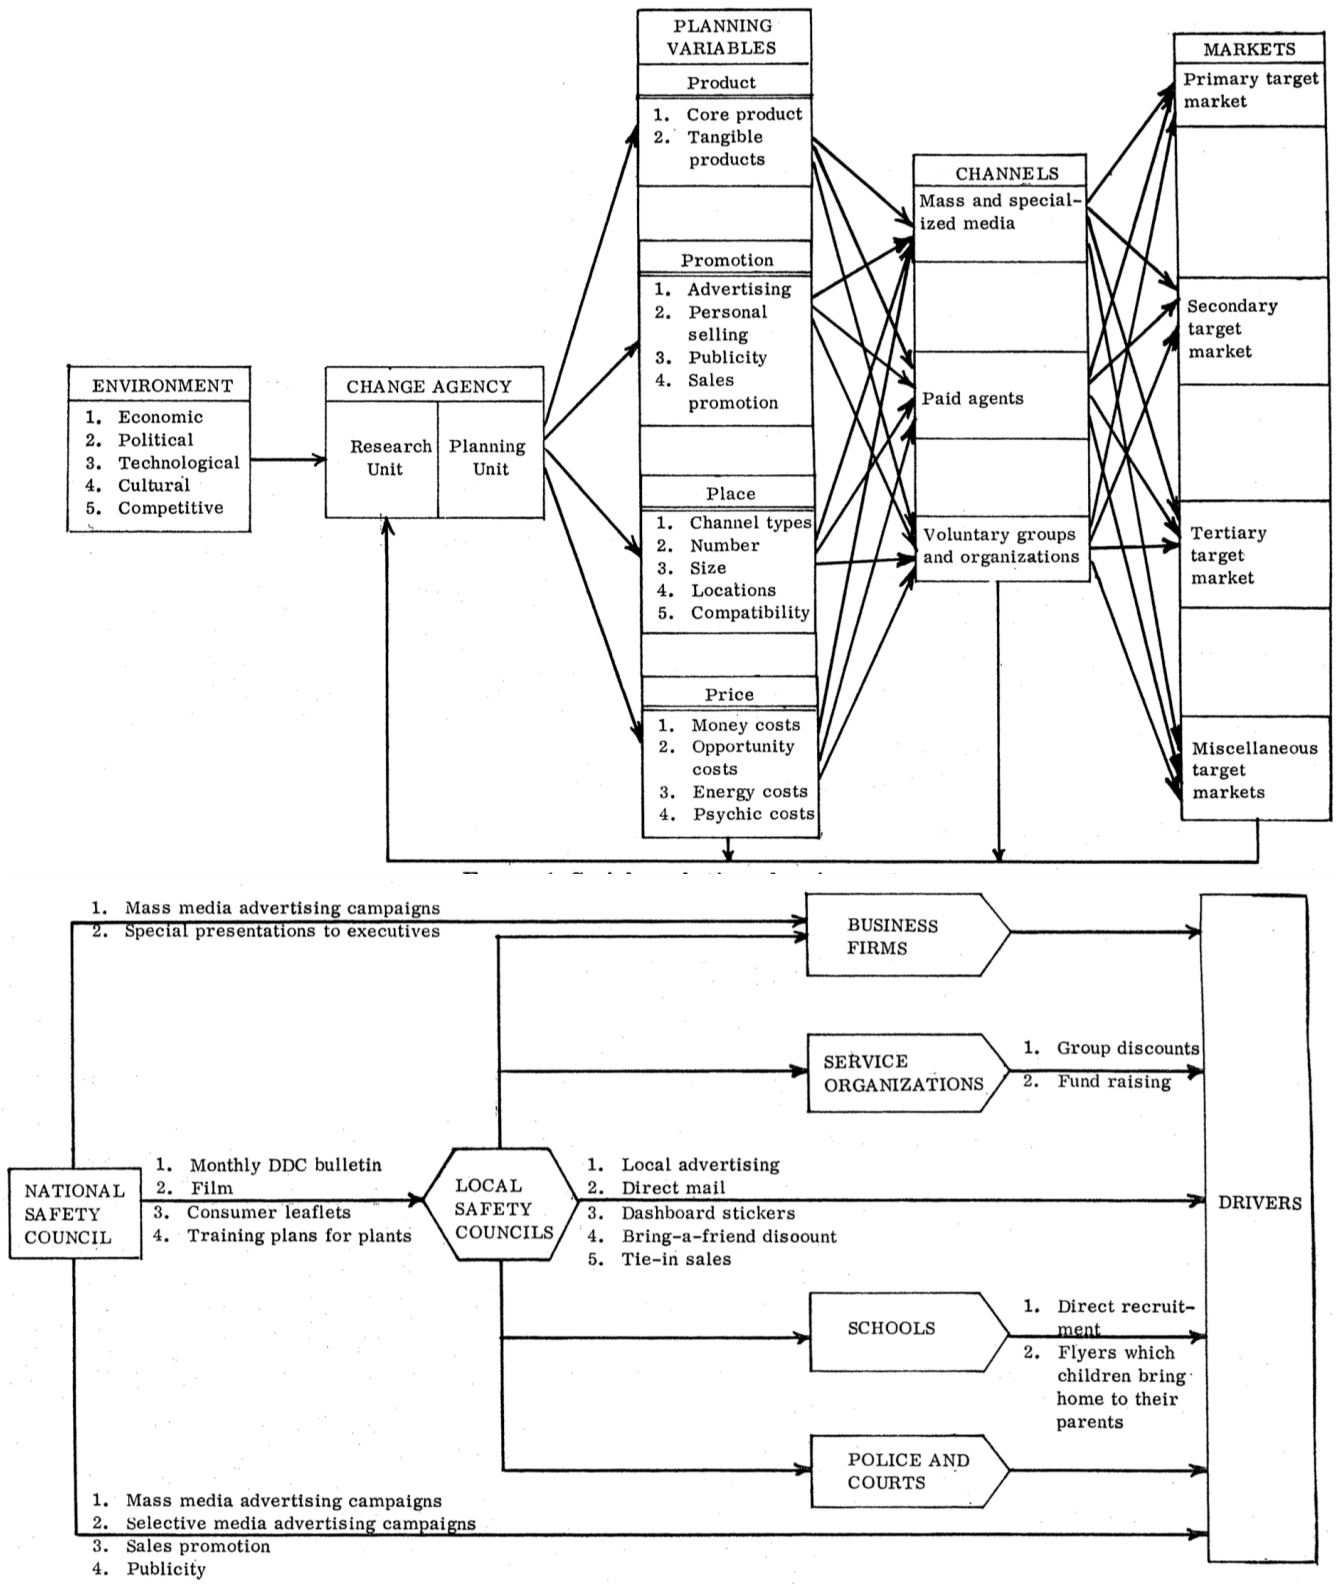 PLANNING
VARIABLES
Product
1. Core product
2. Tangible
products
Promotion
1. Advertising
2. Personal
selling
3. Publicity
4. Sales
promotion
Place
1. Channel types
2. Number
3. Size
4. Locations
5. Compatibility
Price
1. Money costs
2. Opportunity
costs
3. Energy costs
4. Psychic costs
ENVIRONMENT
1. Economic
2. Political
3. Technological
4. Cultural
5. Competitive
CHANGE AGENCY
Research
Unit
Planning
Unit
CHANNELS
Mass and special-
ized media
Paid agents
Voluntary groups
and organizations
MARKETS
Primary target
market
Secondary
target
market
Tertiary
target
market
Miscellaneous
target
markets
1. Mass media advertising campaigns
2. Special presentations to executives
BUSINESS
FIRMS
SERVICE
ORGANIZATIONS
1. Group discounts
2. Fund raising
NATIONAL
SAFETY
COUNCIL
1. Monthly DDC bulletin
2. Film
3. Consumer leaflets
4. Training plans for plants
LOCAL
SAFETY
COUNCILS
1. Local advertising
2. Direct mail
3. Dashboard stickers
4. Bring-a-friend disoount
5. Tie-in sales
DRIVERS
SCHOOLS
1. Direct recruit-
ment
2. Flyers which
children bring
home to their
parents
POLICE AND
COURTS
1. Mass media advertising campaigns
2. Selective media advertising campaigns
3. Sales promotion
4. Publicity